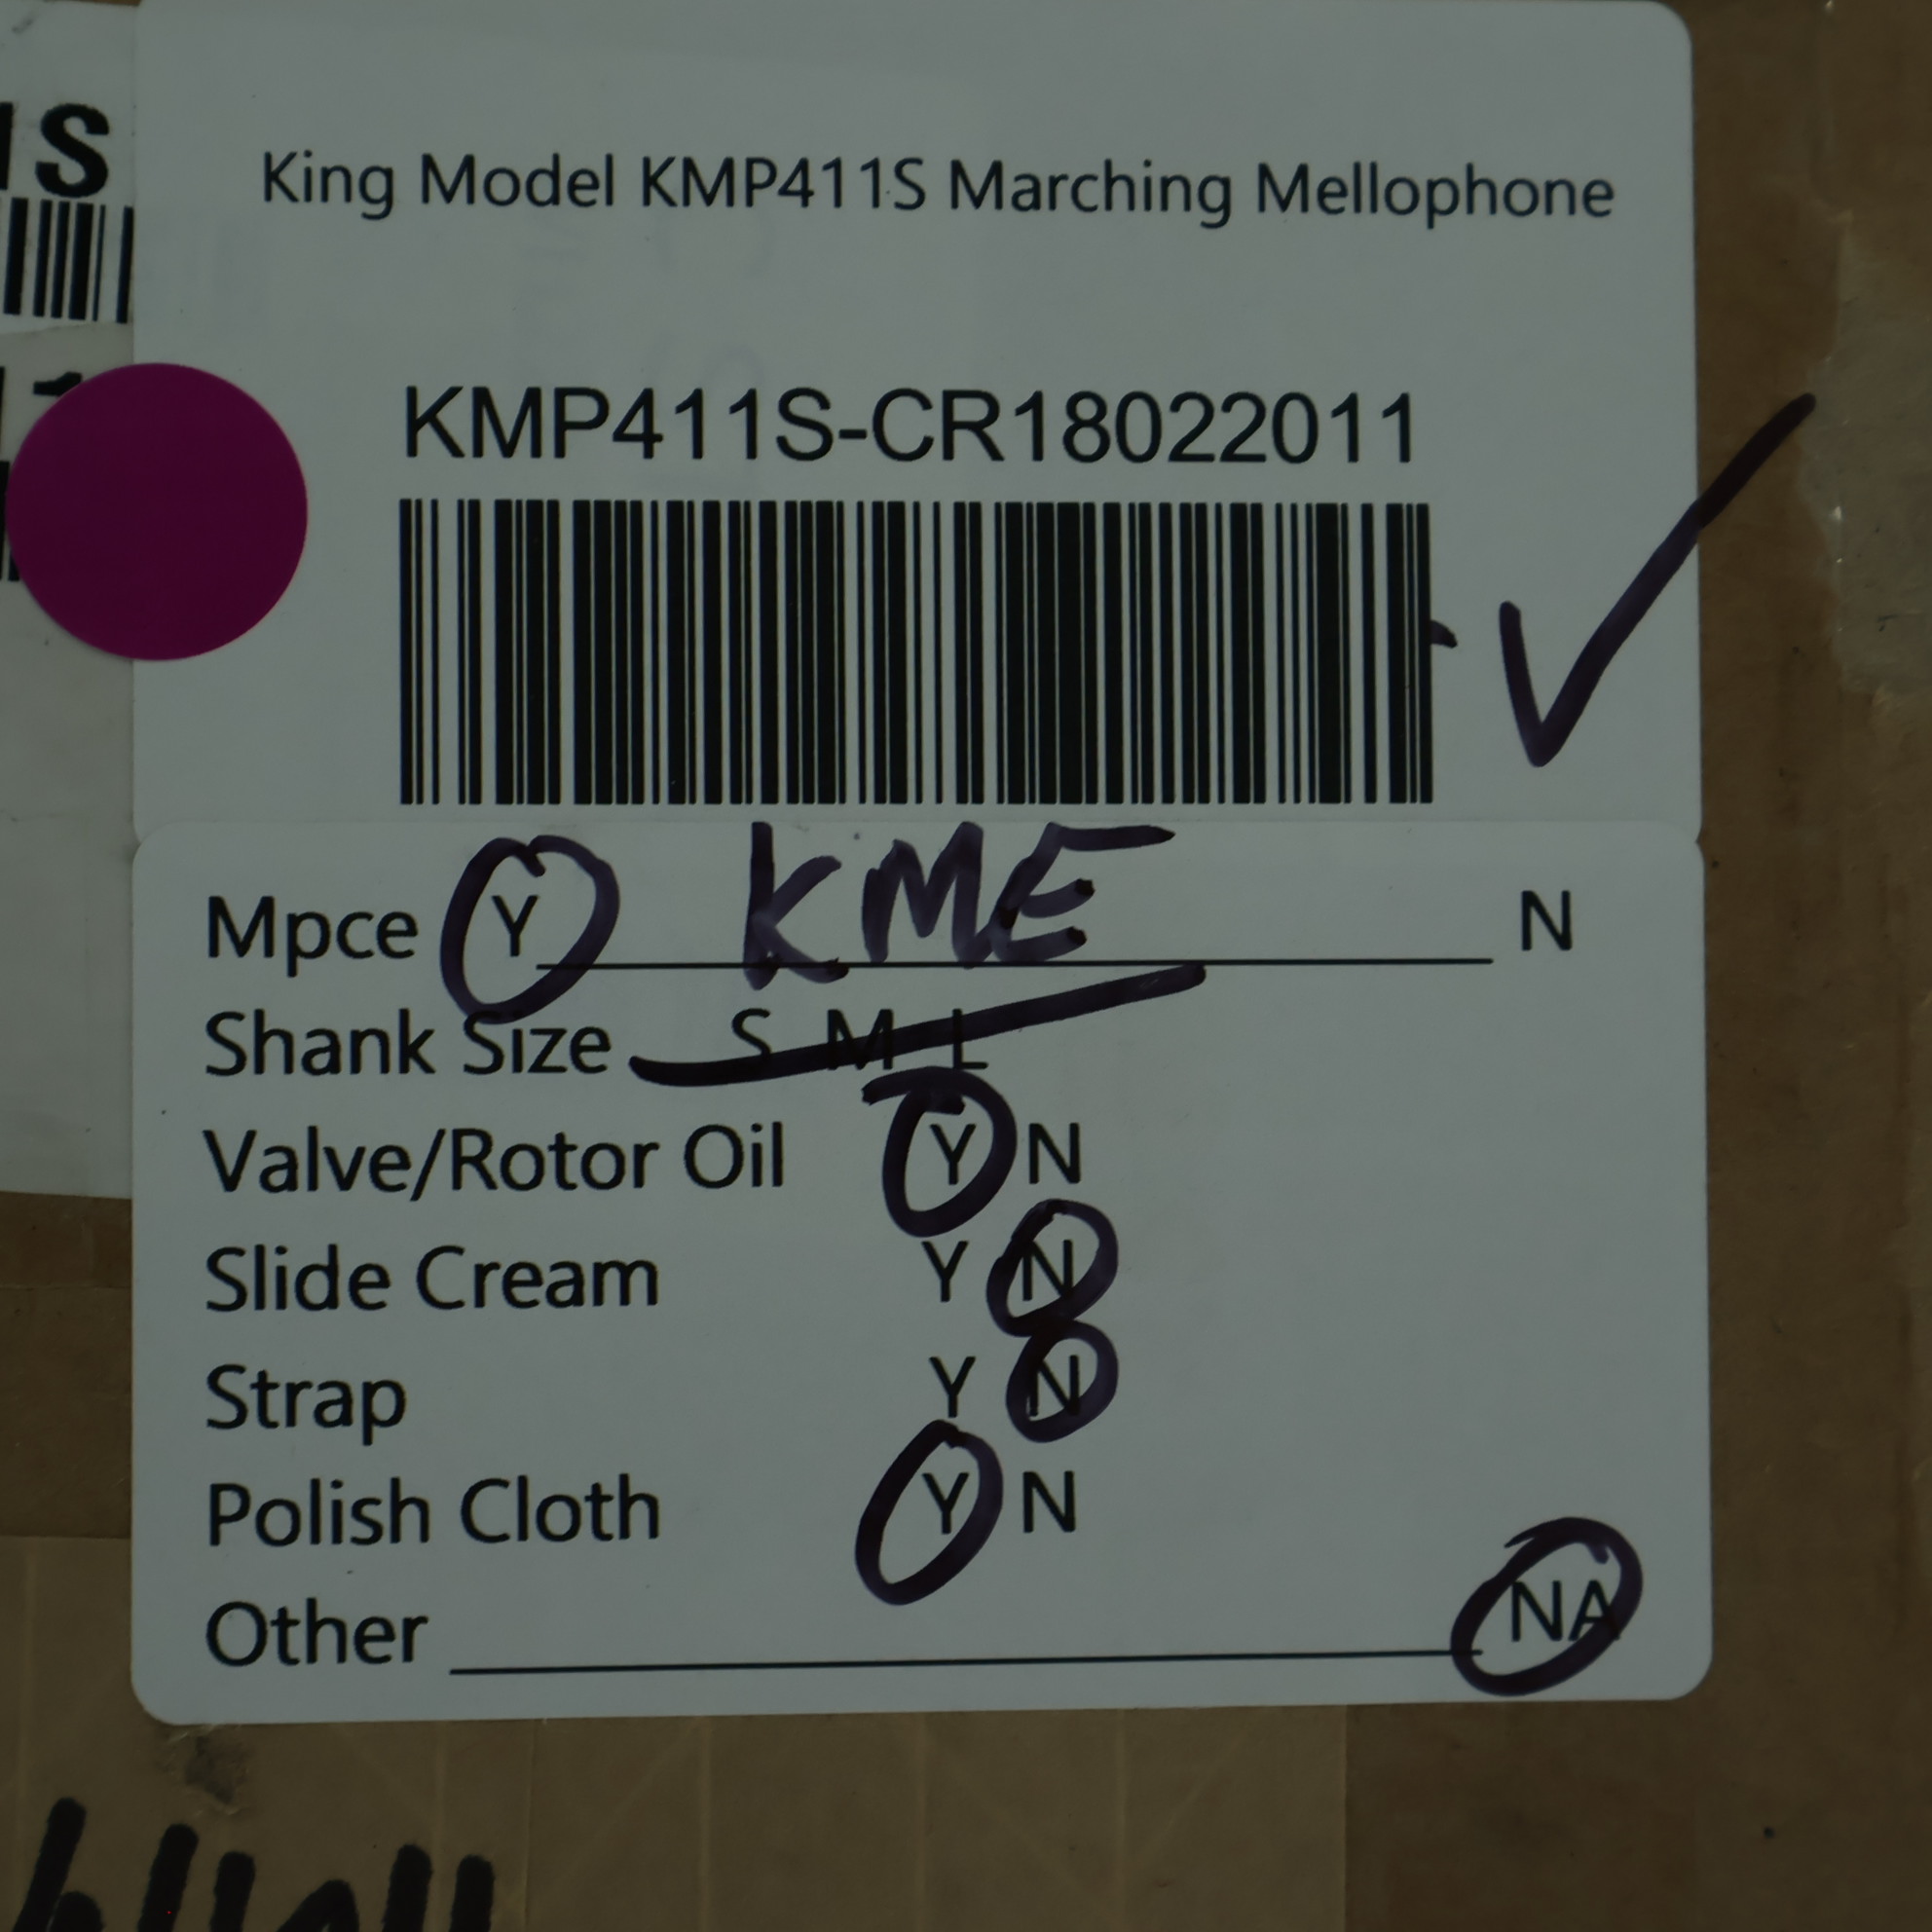 1S
King Model KMP411S Marching Mellophone
KMP411S-CR18022011
Mpce Y KME N
Shank Size S M L
Valve/Rotor Oil Y N
Slide Cream Y N
Strap Y N
Polish Cloth Y N
Other NA